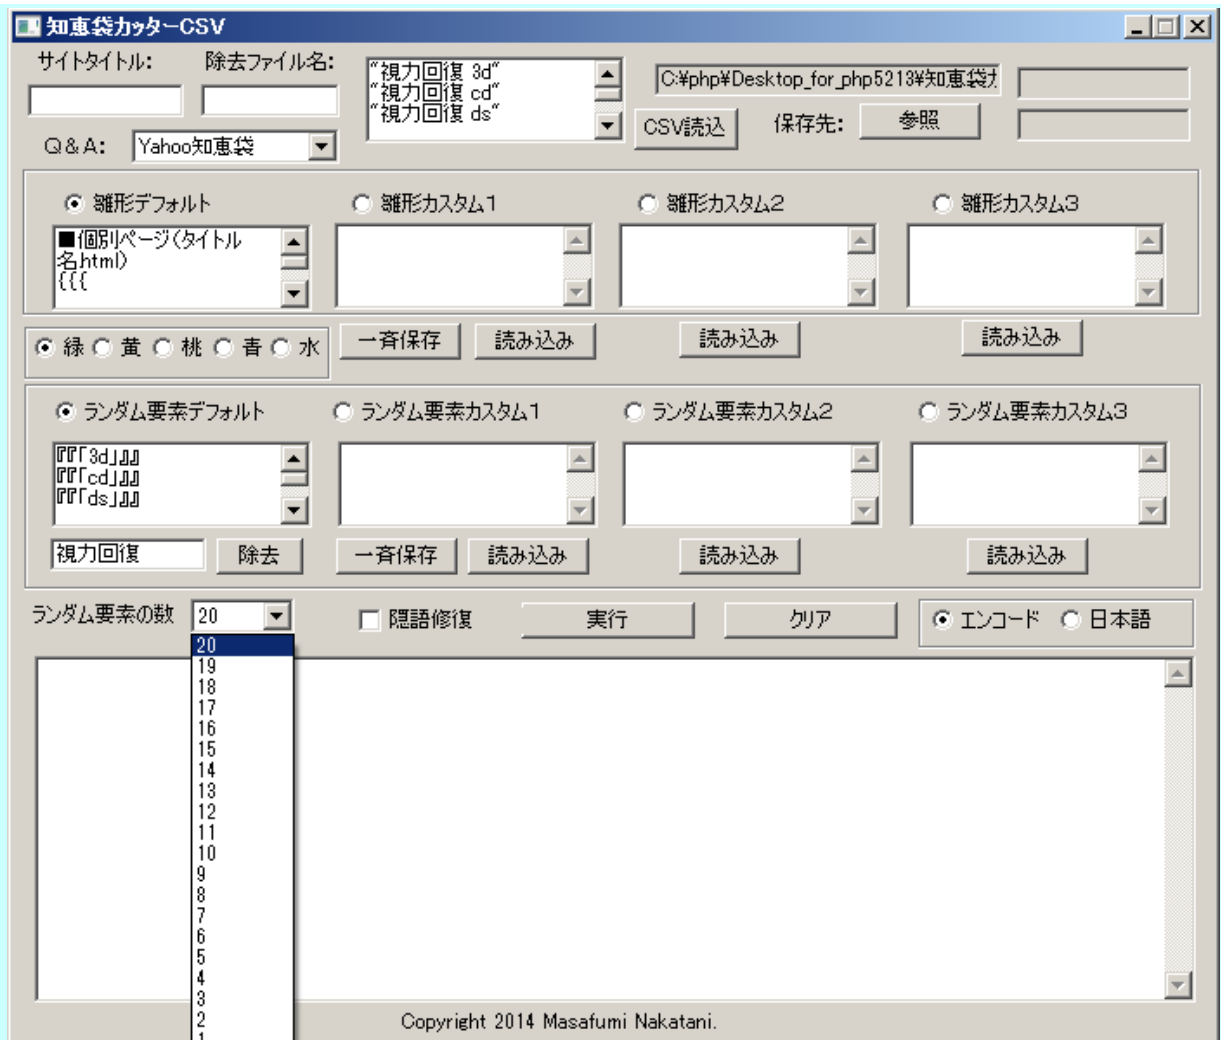 知恵袋カッターCSV
サイトタイトル:
除去ファイル名:
"視力回復 3d"
"視力回復 cd"
"視力回復 ds"
C:¥php¥Desktop_for_php5213¥知恵袋
CSV読込
保存先:
参照
Q&A:
Yahoo知恵袋
雛形デフォルト
雛形カスタム1
雛形カスタム2
雛形カスタム3
■個別ページ(タイトル
名.html)
{{{
緑 黄 桃 青 水
一斉保存
読み込み
読み込み
読み込み
ランダム要素デフォルト
ランダム要素カスタム1
ランダム要素カスタム2
ランダム要素カスタム3
『『「3d」』』
『『「cd」』』
『『「ds」』』
視力回復
除去
一斉保存
読み込み
読み込み
読み込み
ランダム要素の数
20
隠語修復
実行
クリア
エンコード
日本語
20
19
18
17
16
15
14
13
12
11
10
9
8
7
6
5
4
3
2
1
Copyright 2014 Masafumi Nakatani.